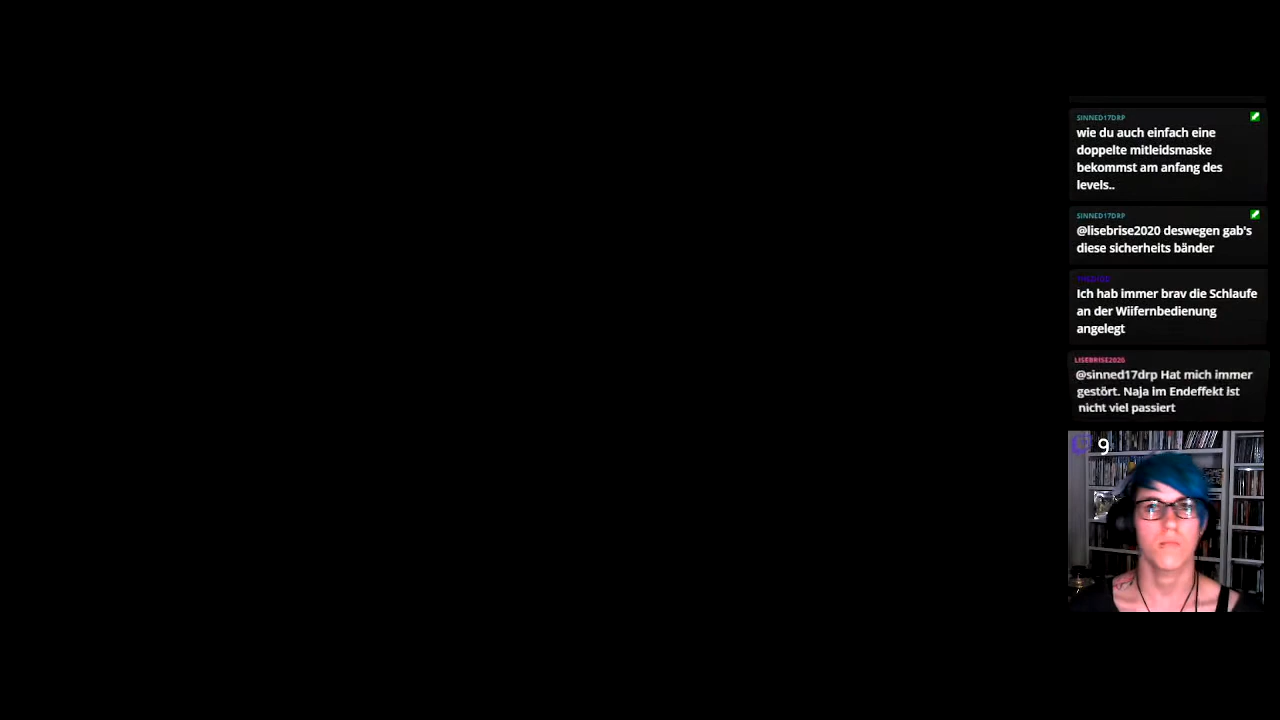 SINNED17DRP
wie du auch einfach eine
doppelte mitleidsmaske
bekommst am anfang des
levels..
SINNED17DRP
@lisebrise2020 deswegen gab's
diese sicherheits bänder
Ich hab immer brav die Schlaufe
an der Wiifernbedienung
angelegt
LISEBRISE2020
@sinned17drp Hat mich immer
gestört. Naja im Endeffekt ist
nicht viel passiert
9